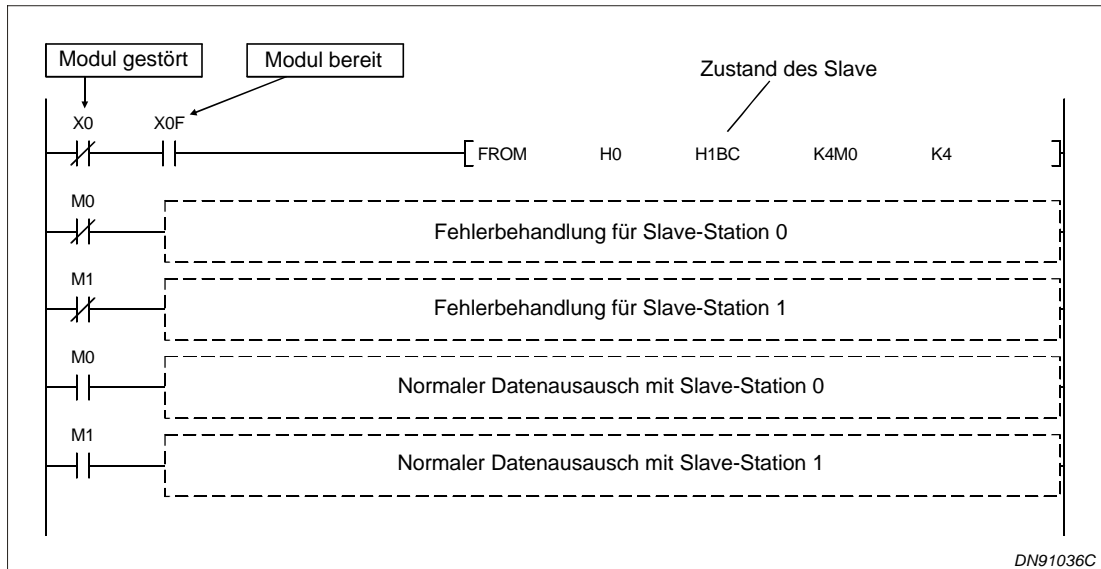 Modul gestört Modul bereit
Zustand des Slave
X0 X0F
FROM H0 H1BC K4M0 K4
M0
Fehlerbehandlung für Slave-Station 0
M1
Fehlerbehandlung für Slave-Station 1
M0
Normaler Datenausausch mit Slave-Station 0
M1
Normaler Datenausausch mit Slave-Station 1
DN91036C